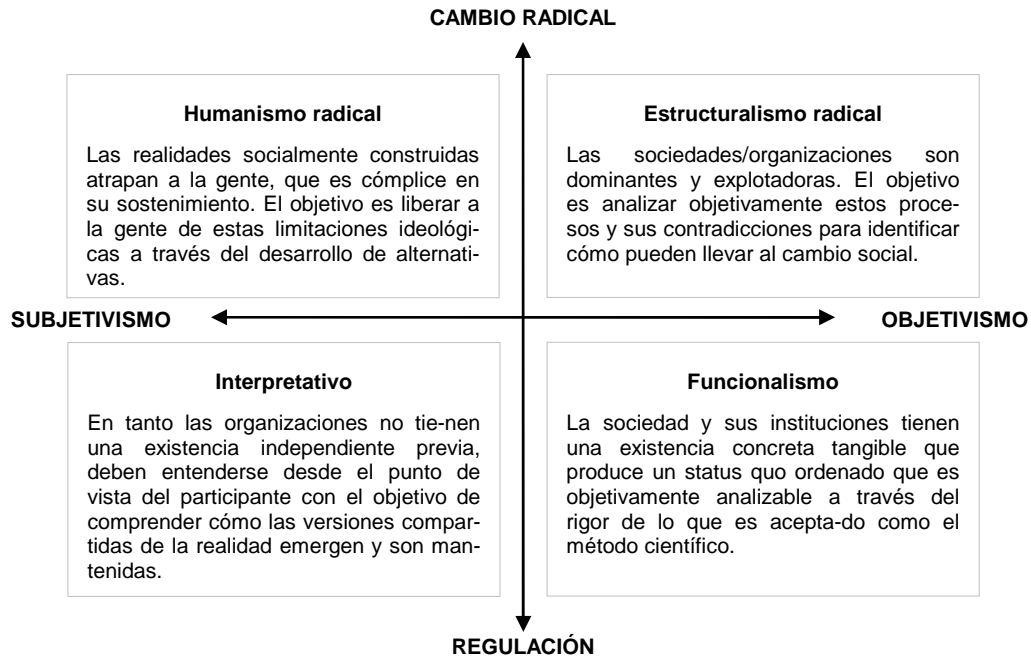 CAMBIO RADICAL
Humanismo radical
Las realidades socialmente construidas
atrapan a la gente, que es cómplice en
su sostenimiento. El objetivo es liberar a
la gente de estas limitaciones ideológi-
cas a través del desarrollo de alternati-
vas.
Estructuralismo radical
Las sociedades/organizaciones son
dominantes y explotadoras. El objetivo
es analizar objetivamente estos proce-
sos y sus contradicciones para identificar
cómo pueden llevar al cambio social.
SUBJETIVISMO
OBJETIVISMO
Interpretativo
En tanto las organizaciones no tie-nen
una existencia independiente previa,
deben entenderse desde el punto de
vista del participante con el objetivo de
comprender cómo las versiones compar-
tidas de la realidad emergen y son man-
tenidas.
Funcionalismo
La sociedad y sus instituciones tienen
una existencia concreta tangible que
produce un status quo ordenado que es
objetivamente analizable a través del
rigor de lo que es acepta-do como el
método científico.
REGULACIÓN